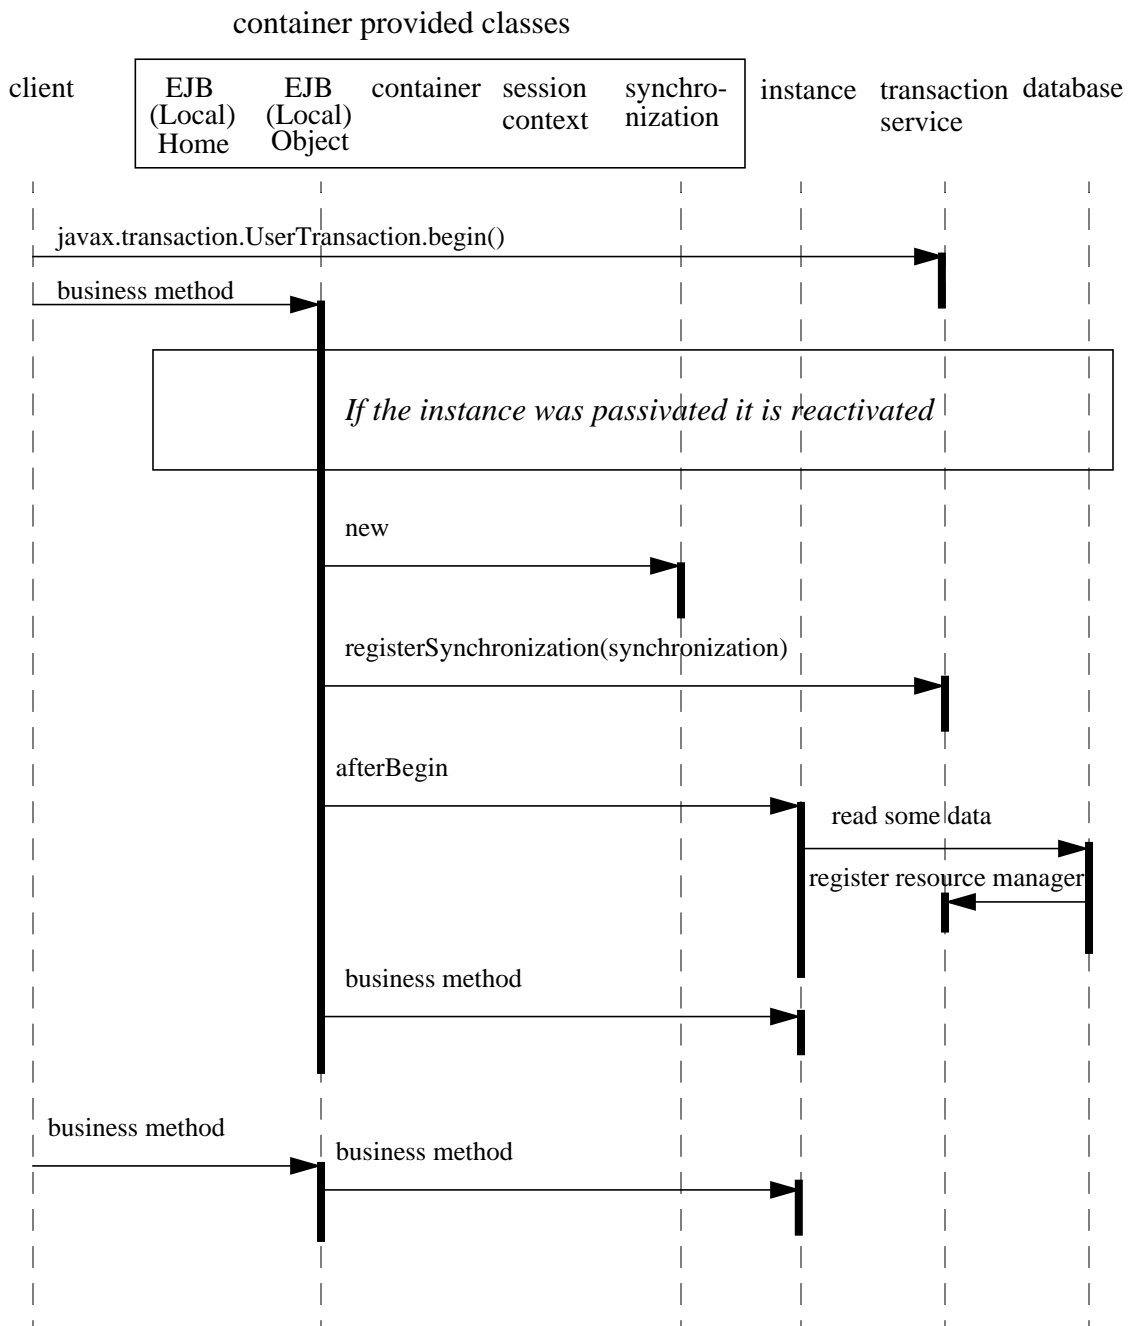 container provided classes
client
EJB
(Local)
Home
EJB
(Local)
Object
container
session
context
synchro-
nization
instance
transaction
service
database
javax.transaction.UserTransaction.begin()
business method
If the instance was passivated it is reactivated
new
registerSynchronization(synchronization)
afterBegin
read some data
register resource manager
business method
business method
business method